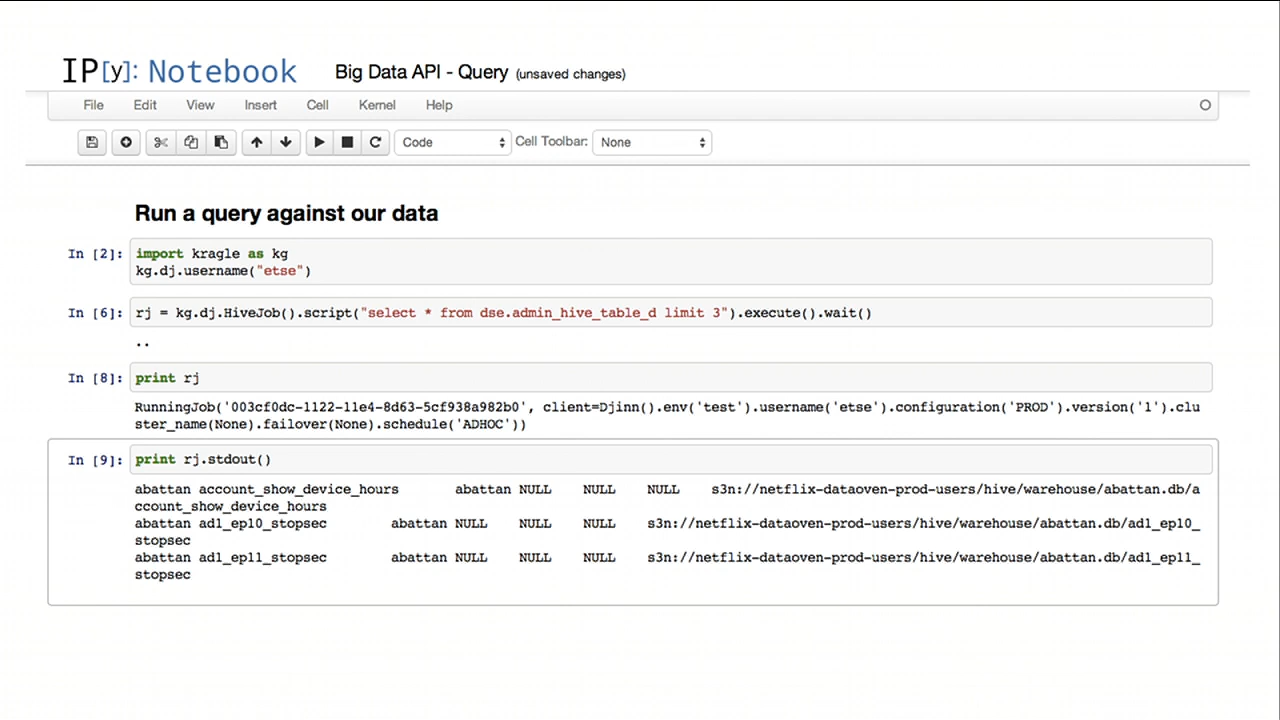 IP[y]: Notebook Big Data API - Query (unsaved changes)
File Edit View Insert Cell Kernel Help
Code Cell Toolbar: None
Run a query against our data
In [2]: import kragle as kg
kg.dj.username("etse")
In [6]: rj = kg.dj.HiveJob().script("select * from dse.admin_hive_table_d limit 3").execute().wait()
..
In [8]: print rj
RunningJob('003cf0dc-1122-11e4-8d63-5cf938a982b0', client=Djinn().env('test').username('etse').configuration('PROD').version('1').clu
ster_name(None).failover(None).schedule('ADHOC'))
In [9]: print rj.stdout()
abattan account_show_device_hours abattan NULL NULL NULL s3n://netflix-dataoven-prod-users/hive/warehouse/abattan.db/a
ccount_show_device_hours
abattan ad1_ep10_stopsec abattan NULL NULL NULL s3n://netflix-dataoven-prod-users/hive/warehouse/abattan.db/ad1_ep10_
stopsec
abattan ad1_ep11_stopsec abattan NULL NULL NULL s3n://netflix-dataoven-prod-users/hive/warehouse/abattan.db/ad1_ep11_
stopsec